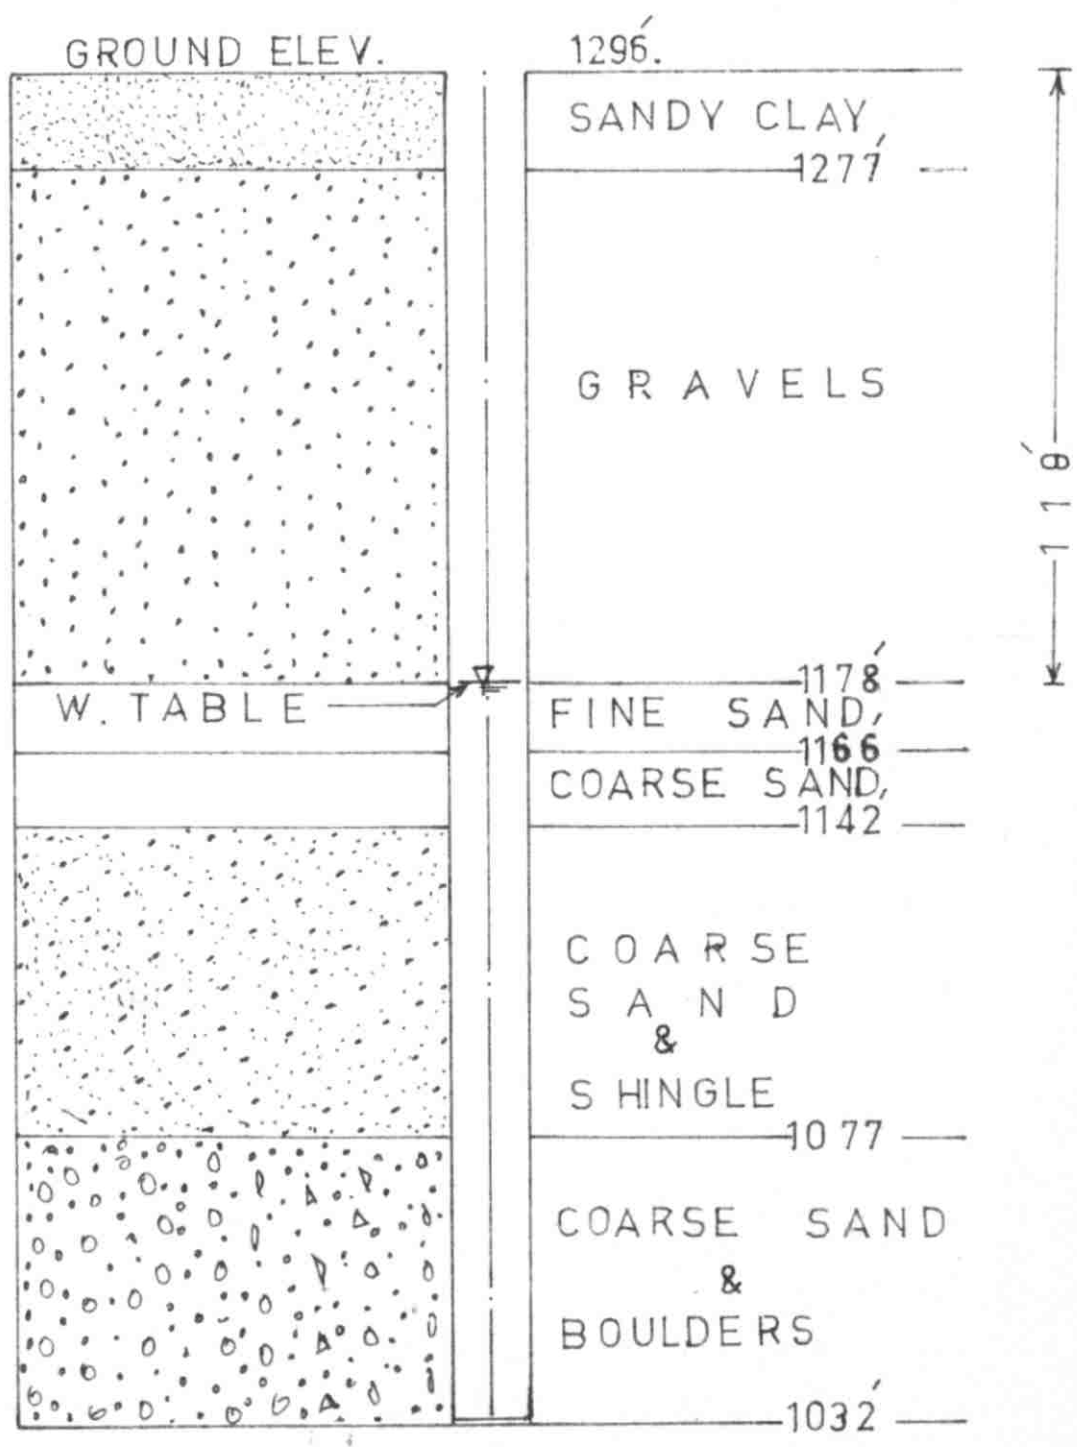 GROUND ELEV. 1296'.
SANDY CLAY
1277'
GRAVELS
118'
1178'
W. TABLE
FINE SAND
1166'
COARSE SAND
1142'
COARSE
SAND
&
SHINGLE
1077
COARSE SAND
&
BOULDERS
1032'